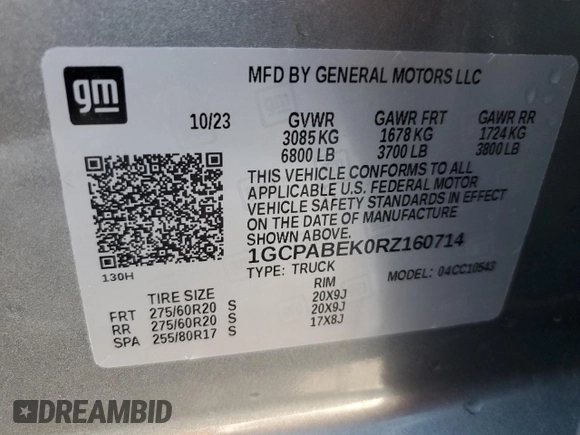 gm
MFD BY GENERAL MOTORS LLC
10/23 GVWR GAWR FRT GAWR RR
3085 KG 1678 KG 1724 KG
6800 LB 3700 LB 3800 LB
THIS VEHICLE CONFORMS TO ALL
APPLICABLE U.S. FEDERAL MOTOR
VEHICLE SAFETY STANDARDS IN EFFECT
ON THE DATE OF MANUFACTURE
SHOWN ABOVE.
130H
1GCPABEK0RZ160714
TYPE: TRUCK MODEL: 04CC10543
TIRE SIZE RIM
FRT 275/60R20 S 20X9J
RR 275/60R20 S 20X9J
SPA 255/80R17 S 17X8J
DREAMBID